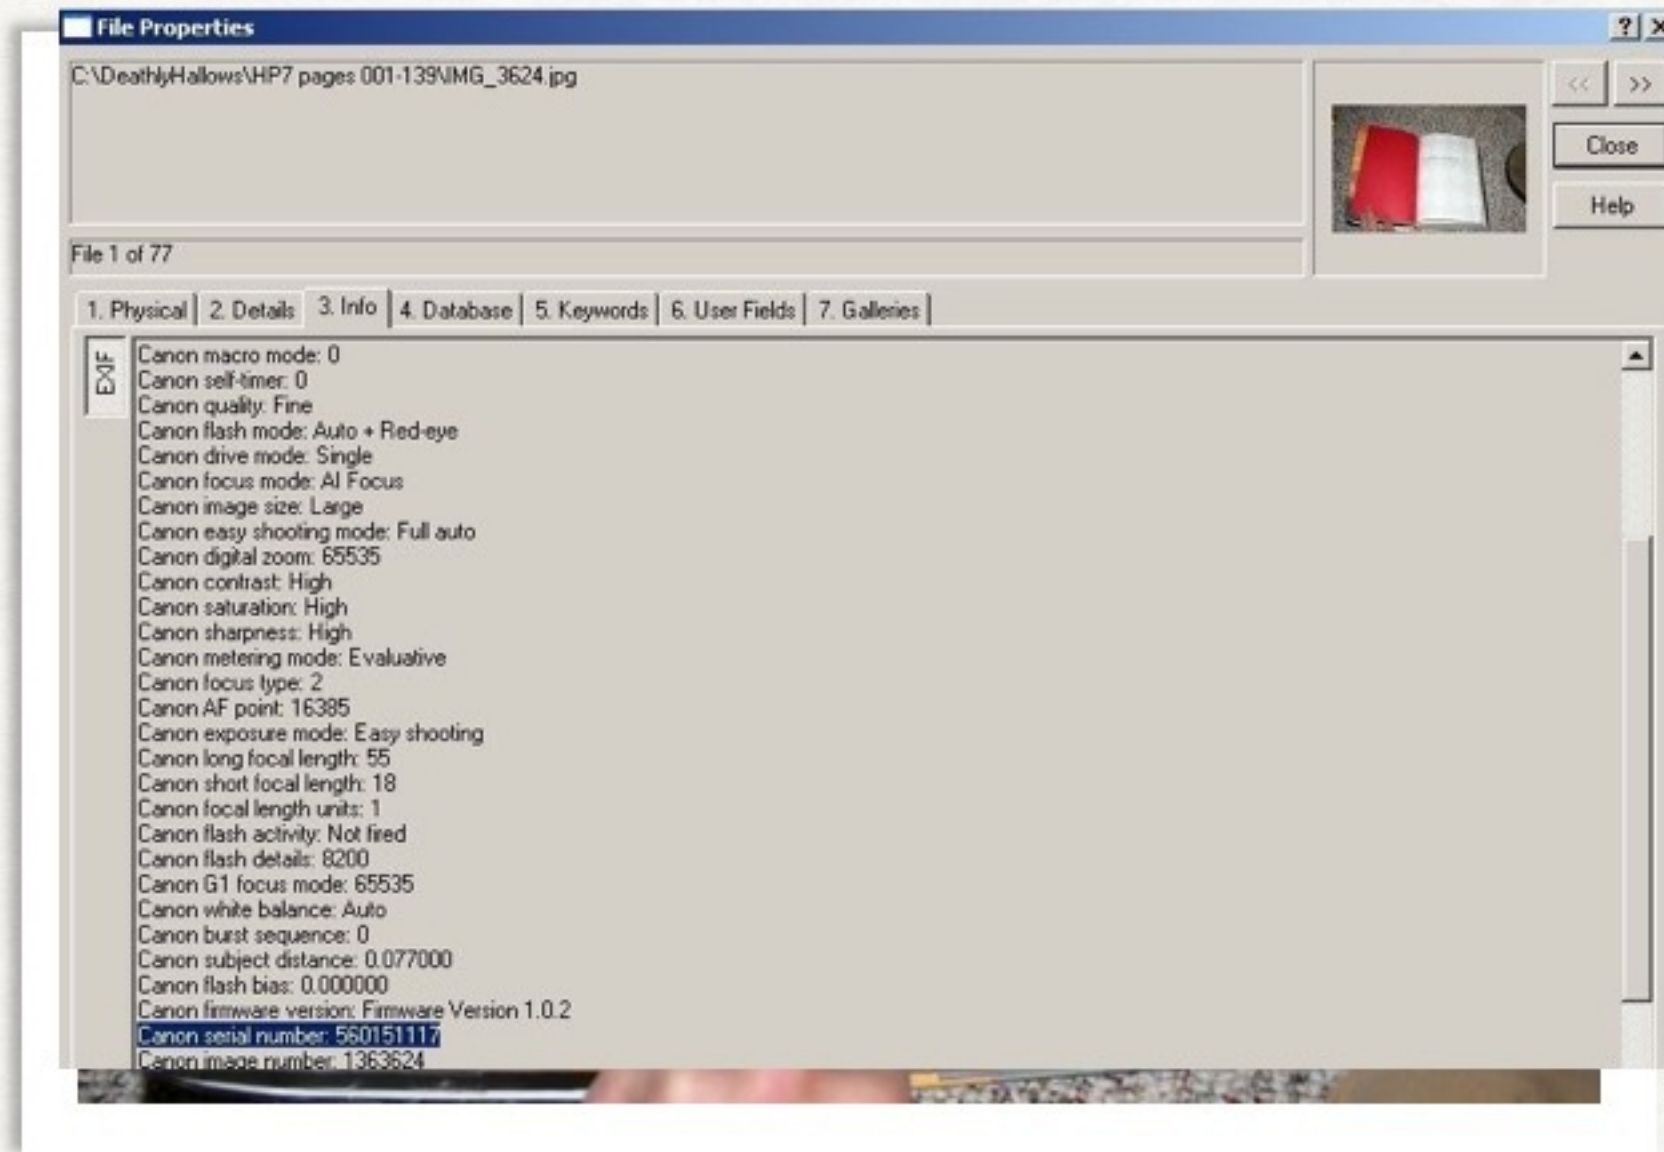 File Properties
C:\DeathlyHallows\HP7 pages 001-139\IMG_3624.jpg
<< >>
Close
Help
File 1 of 77
1. Physical 2. Details 3. Info 4. Database 5. Keywords 6. User Fields 7. Galleries
EXIF
Canon macro mode: 0
Canon self-timer: 0
Canon quality: Fine
Canon flash mode: Auto + Red-eye
Canon drive mode: Single
Canon focus mode: AI Focus
Canon image size: Large
Canon easy shooting mode: Full auto
Canon digital zoom: 65535
Canon contrast: High
Canon saturation: High
Canon sharpness: High
Canon metering mode: Evaluative
Canon focus type: 2
Canon AF point: 16385
Canon exposure mode: Easy shooting
Canon long focal length: 55
Canon short focal length: 18
Canon focal length units: 1
Canon flash activity: Not fired
Canon flash details: 8200
Canon G1 focus mode: 65535
Canon white balance: Auto
Canon burst sequence: 0
Canon subject distance: 0.077000
Canon flash bias: 0.000000
Canon firmware version: Firmware Version 1.0.2
Canon serial number: 560151117
Canon image number: 1363624